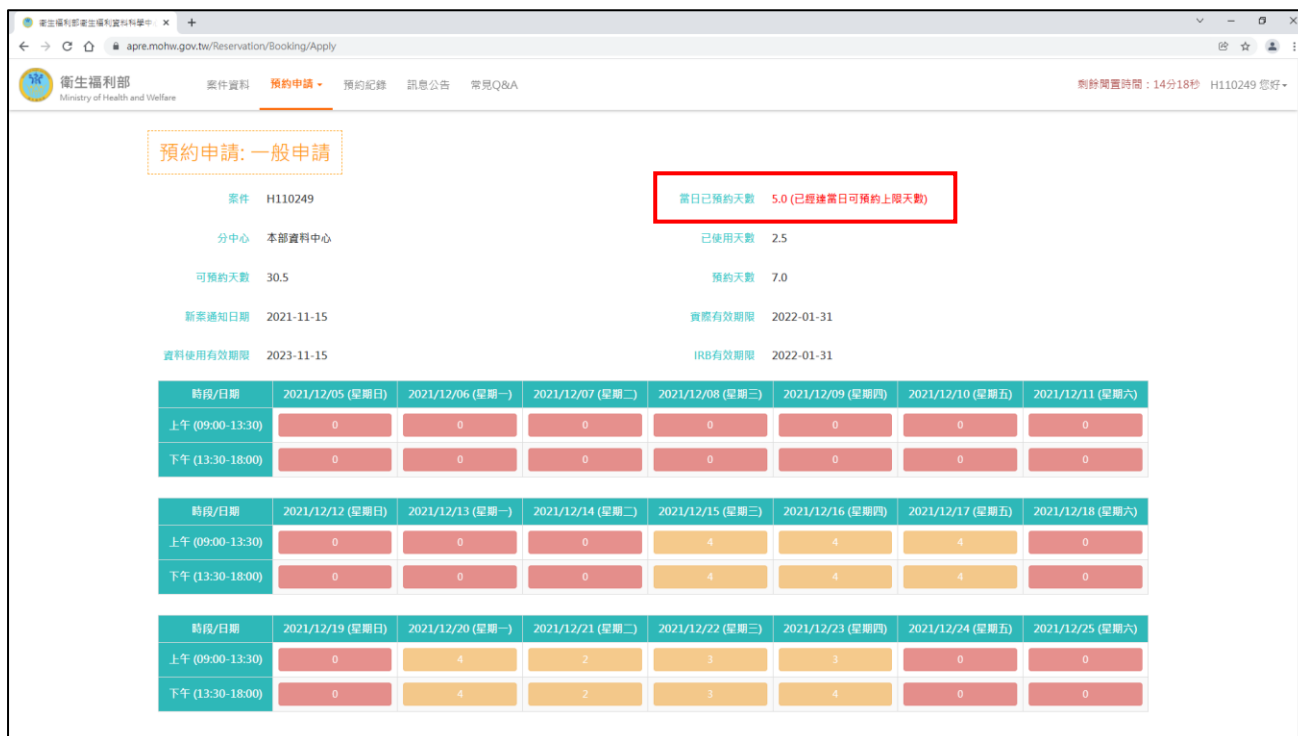 衛生福利部衛生福利資料科學中
apre.mohw.gov.tw/Reservation/Booking/Apply
衛生福利部
Ministry of Health and Welfare
案件資料 預約申請 預約紀錄 訊息公告 常見Q&A 剩餘閒置時間：14分18秒 H110249 您好
預約申請: 一般申請
案件 H110249 當日已預約天數 5.0 (已經達當日可預約上限天數)
分中心 本部資料中心 已使用天數 2.5
可預約天數 30.5 預約天數 7.0
新案通知日期 2021-11-15 實際有效期限 2022-01-31
資料使用有效期限 2023-11-15 IRB有效期限 2022-01-31
時段/日期 2021/12/05 (星期日) 2021/12/06 (星期一) 2021/12/07 (星期二) 2021/12/08 (星期三) 2021/12/09 (星期四) 2021/12/10 (星期五) 2021/12/11 (星期六)
上午 (09:00-13:30) 0 0 0 0 0 0 0
下午 (13:30-18:00) 0 0 0 0 0 0 0
時段/日期 2021/12/12 (星期日) 2021/12/13 (星期一) 2021/12/14 (星期二) 2021/12/15 (星期三) 2021/12/16 (星期四) 2021/12/17 (星期五) 2021/12/18 (星期六)
上午 (09:00-13:30) 0 0 0 4 4 4 0
下午 (13:30-18:00) 0 0 0 4 4 4 0
時段/日期 2021/12/19 (星期日) 2021/12/20 (星期一) 2021/12/21 (星期二) 2021/12/22 (星期三) 2021/12/23 (星期四) 2021/12/24 (星期五) 2021/12/25 (星期六)
上午 (09:00-13:30) 0 4 2 3 3 0 0
下午 (13:30-18:00) 0 4 2 3 4 0 0